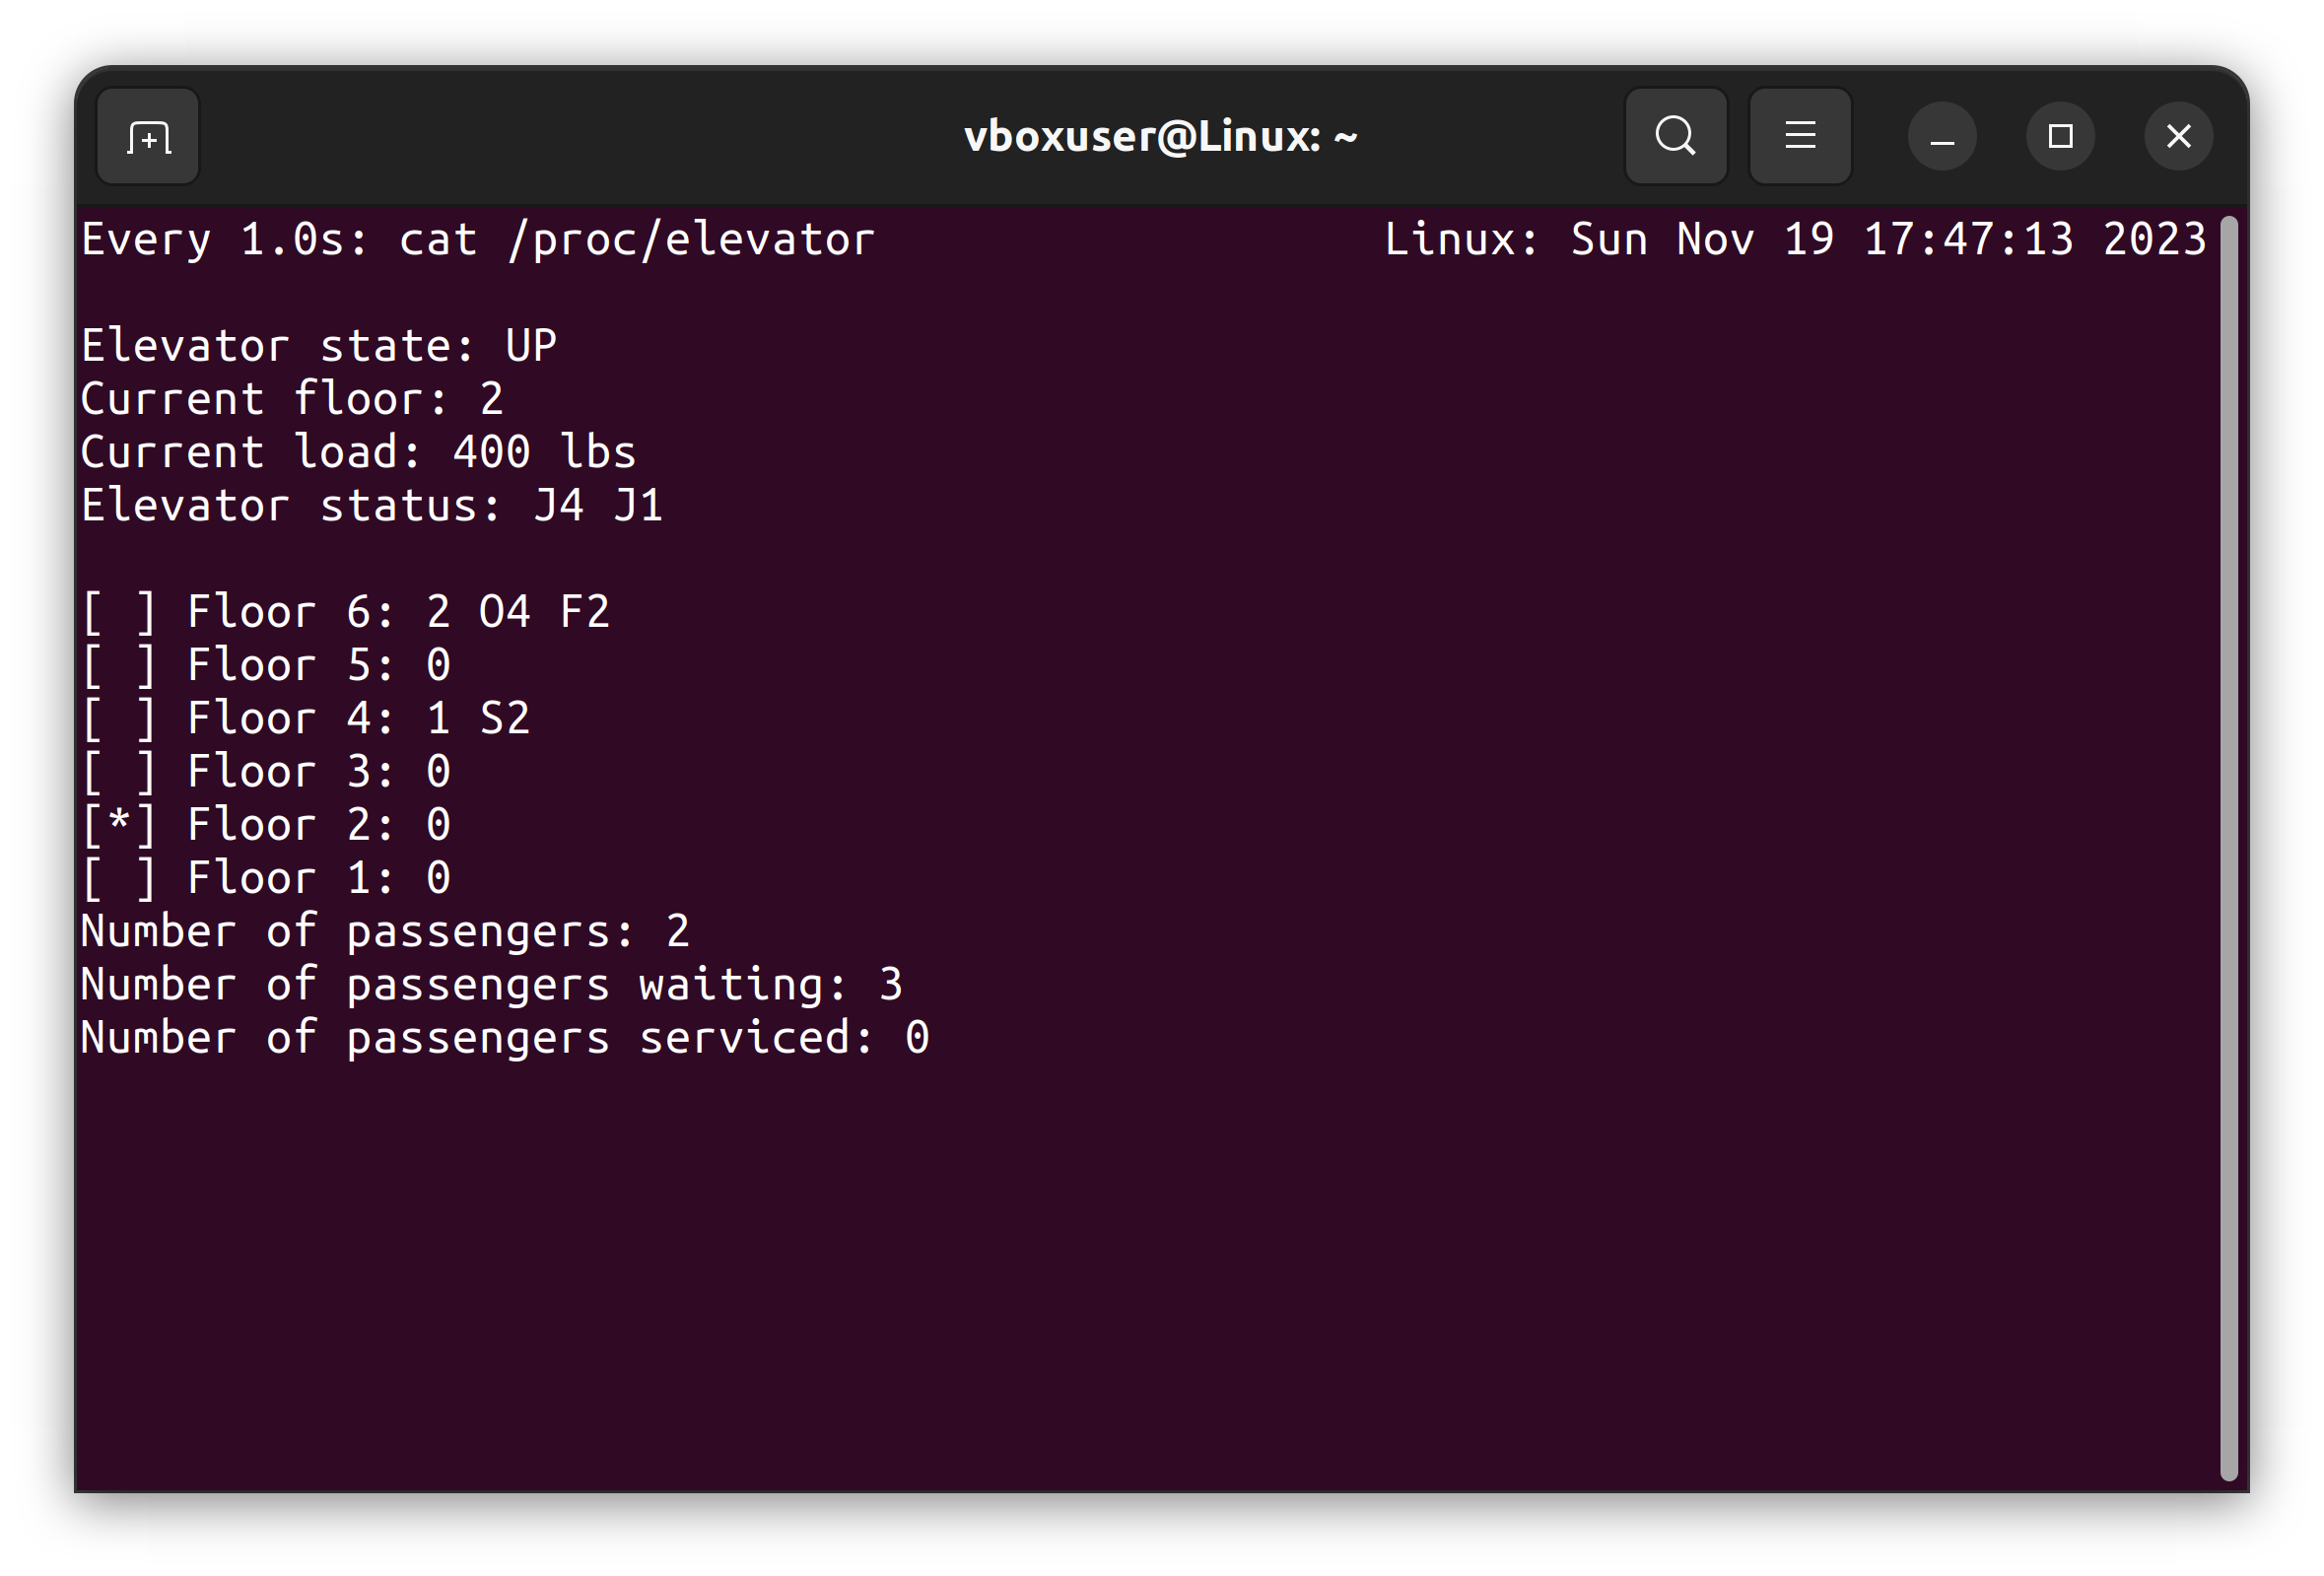 vboxuser@Linux: ~
Every 1.0s: cat /proc/elevator Linux: Sun Nov 19 17:47:13 2023
Elevator state: UP
Current floor: 2
Current load: 400 lbs
Elevator status: J4 J1
[ ] Floor 6: 2 O4 F2
[ ] Floor 5: 0
[ ] Floor 4: 1 S2
[ ] Floor 3: 0
[*] Floor 2: 0
[ ] Floor 1: 0
Number of passengers: 2
Number of passengers waiting: 3
Number of passengers serviced: 0